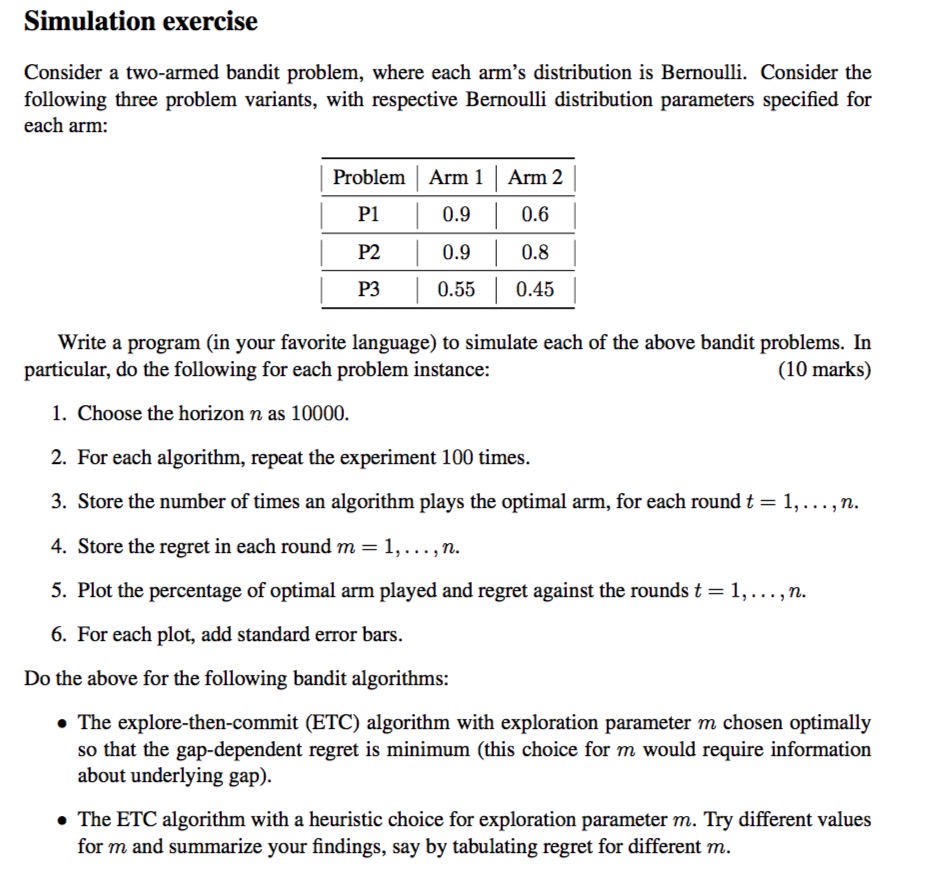 Simulation exercise
Consider a two-armed bandit problem, where each arm's distribution is Bernoulli. Consider the
following three problem variants, with respective Bernoulli distribution parameters specified for
each arm:
Problem Arm 1 Arm 2
P1 0.9 0.6
P2 0.9 0.8
P3 0.55 0.45
Write a program (in your favorite language) to simulate each of the above bandit problems. In
particular, do the following for each problem instance: (10 marks)
1. Choose the horizon n as 10000.
2. For each algorithm, repeat the experiment 100 times.
3. Store the number of times an algorithm plays the optimal arm, for each round t = 1, . . . , n.
4. Store the regret in each round m = 1, . . . , n.
5. Plot the percentage of optimal arm played and regret against the rounds t = 1, . . . , n.
6. For each plot, add standard error bars.
Do the above for the following bandit algorithms:
• The explore-then-commit (ETC) algorithm with exploration parameter m chosen optimally
so that the gap-dependent regret is minimum (this choice for m would require information
about underlying gap).
• The ETC algorithm with a heuristic choice for exploration parameter m. Try different values
for m and summarize your findings, say by tabulating regret for different m.